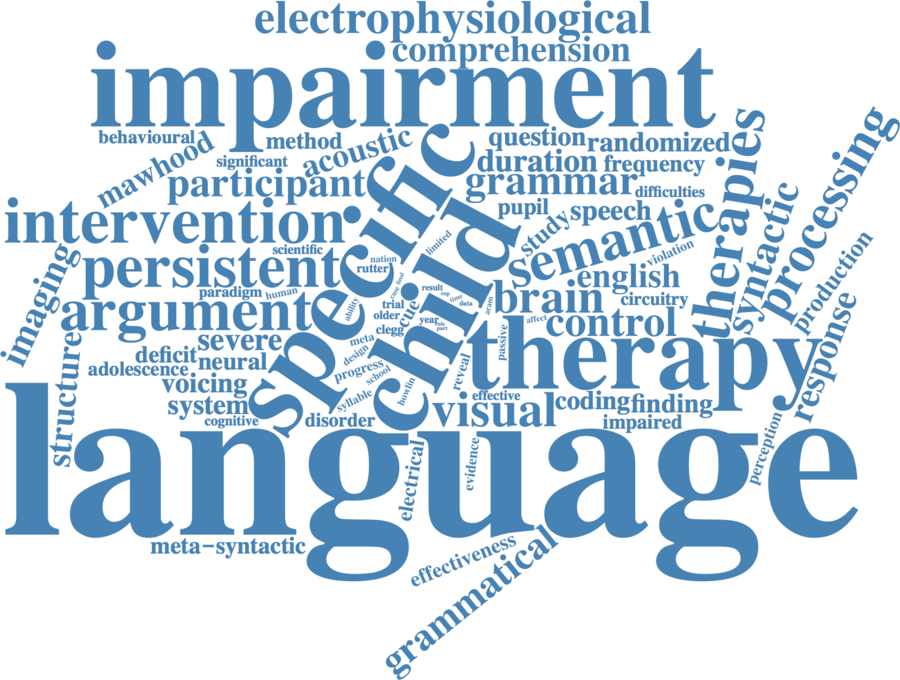 electrophysiological
comprehension
impairment
behavioural
method
question
randomized
mawhood
significant
acoustic
duration
frequency
participant
grammar
difficulties
therapies
processing
specific
child
pupil
study
speech
intervention
semantic
syntactic
scientific
limited
violation
imaging
persistent
nation
rutter
english
production
paradigm
human
brain
circuitry
argument
ability
trial
cue
result
time
data
older
year
control
affect
response
severe
clegg
meta
part
passive
therapy
structure
deficit
neural
design
adolescence
progress
reveal
voicing
school
system
syllable
howlin
effective
visual
coding
finding
cognitive
disorder
impaired
language
electrical
evidence
perception
meta-syntactic
effectiveness
grammatical